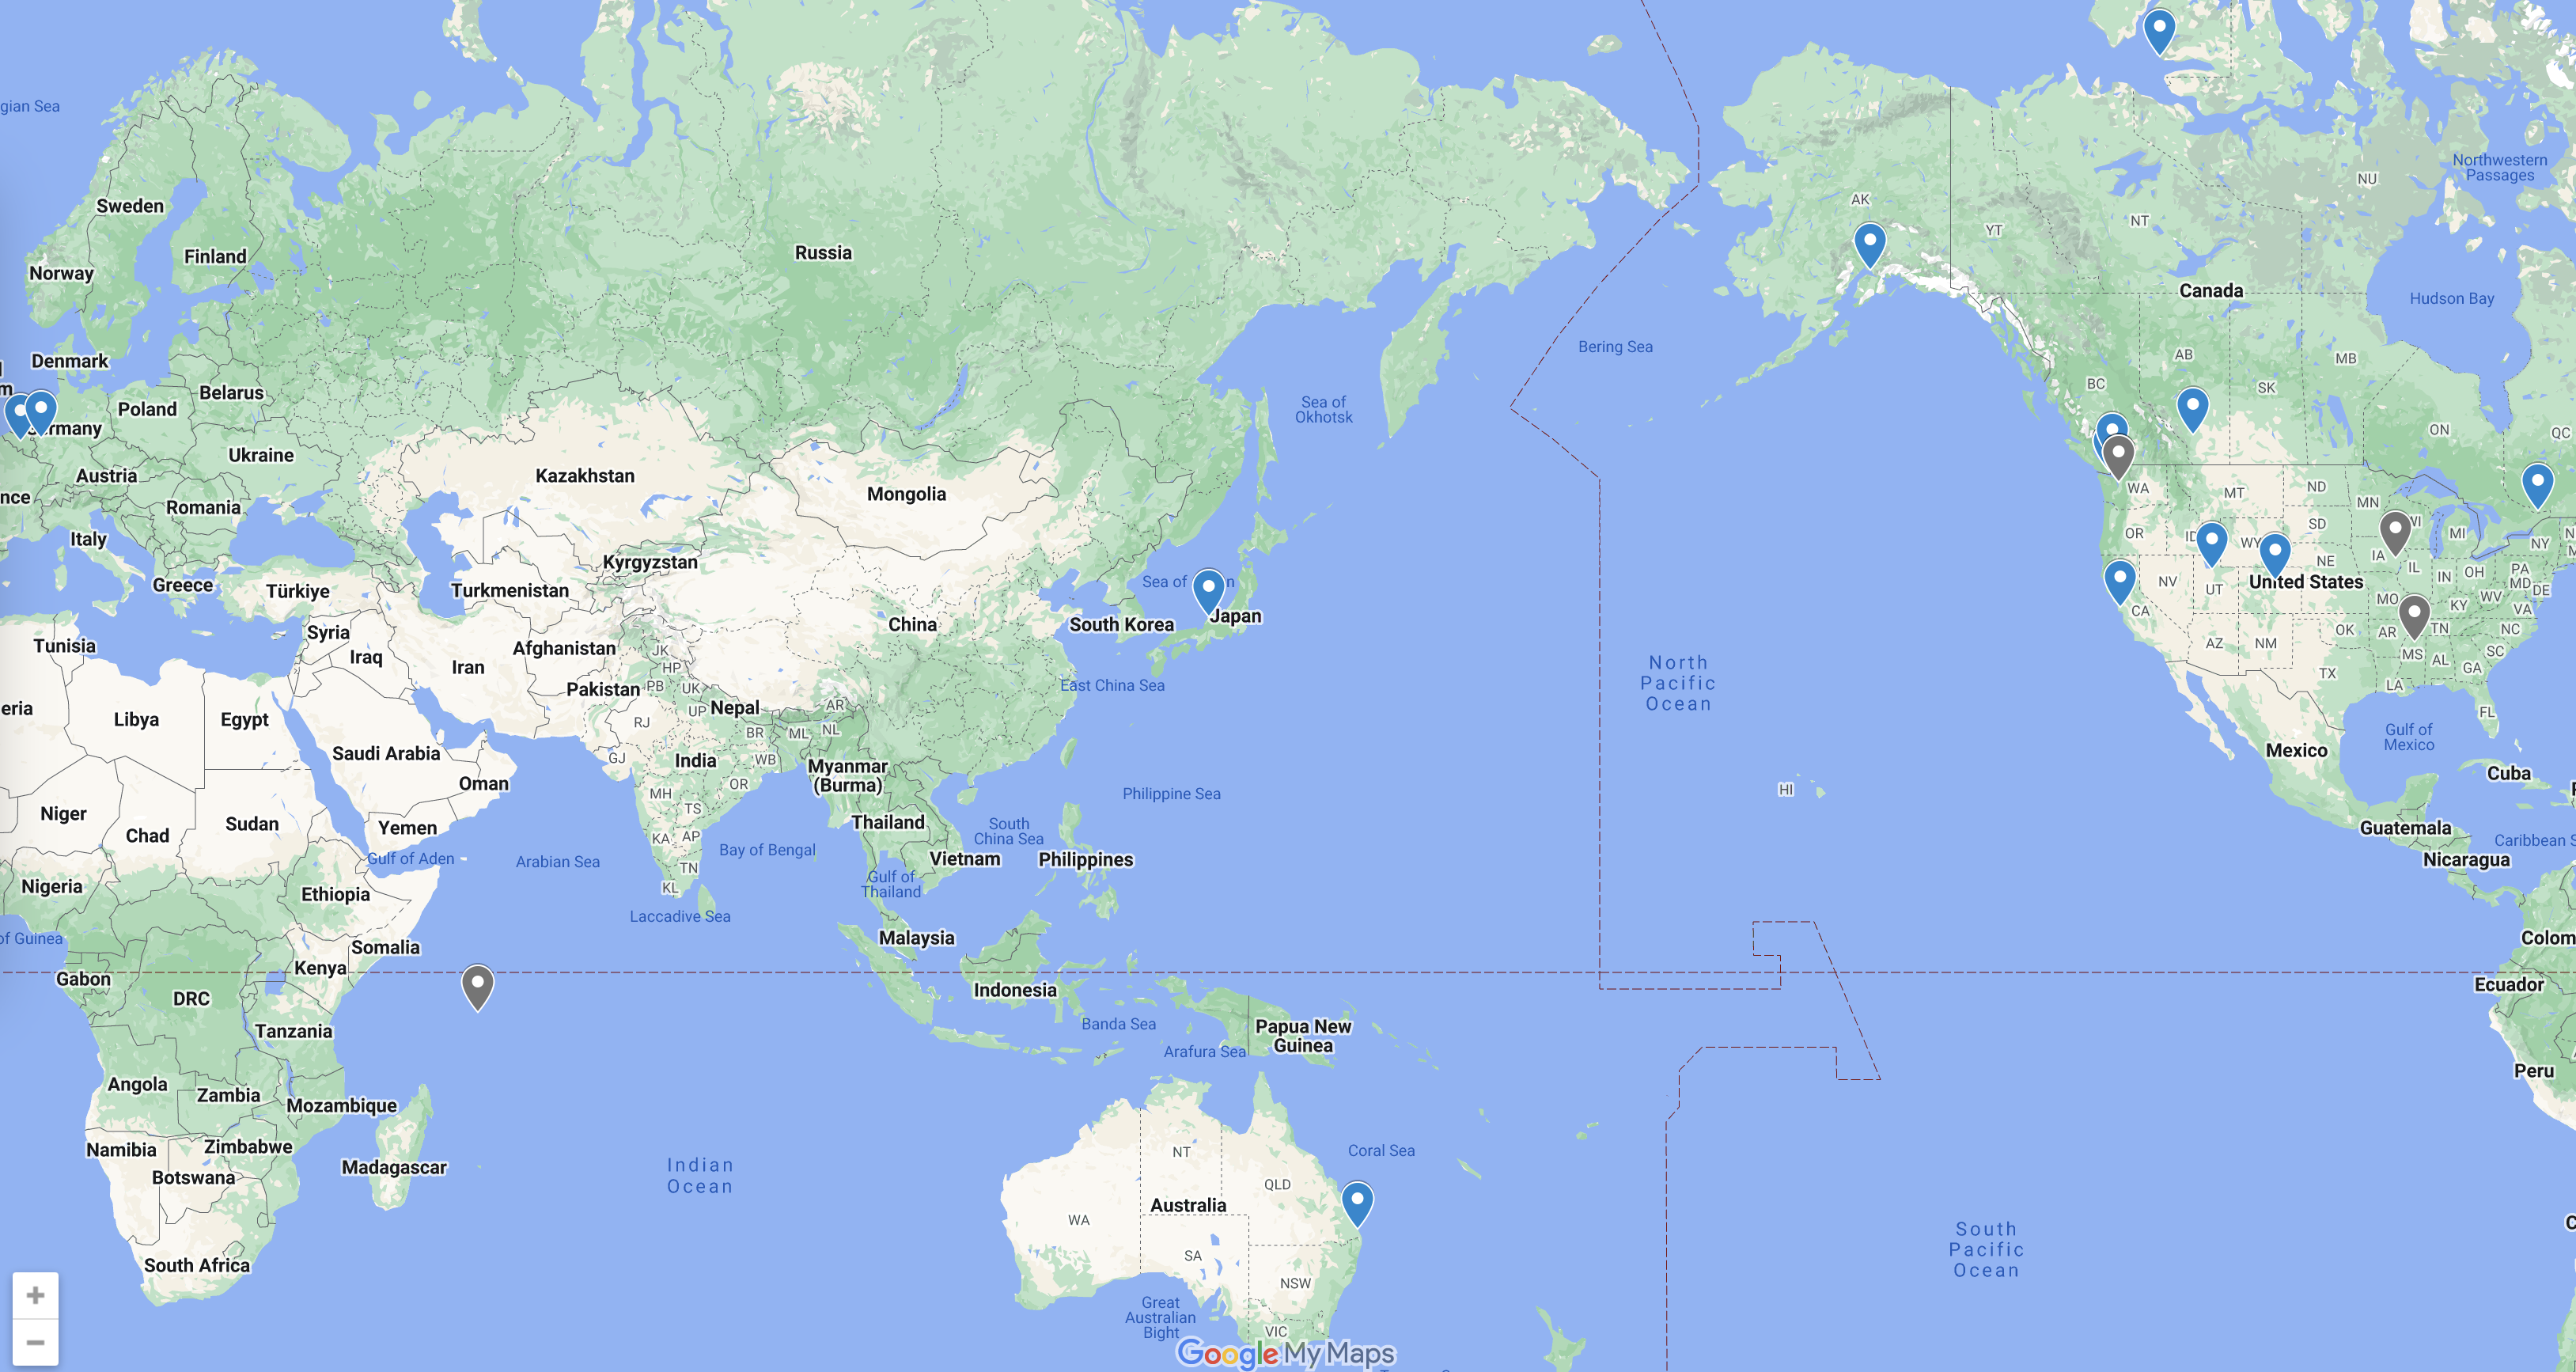 gian Sea
Northwestern
Passages
NU
AK
Sweden
NT
YT
Finland
Russia
Norway
Canada
Hudson Bay
Bering Sea
Denmark
AB
MB
m
BC
SK
Belarus
Sea of
Okhotsk
Poland
ermany
ON
QC
Ukraine
Austria
Kazakhstan
WA
MT
ND
nce
Mongolia
MN
Romania
WI
SD
OR
ID
MI
Italy
WY
NY
N
M
IA
Kyrgyzstan
NE
IL
PA
OH
IN
Greece
Sea of
n
NV
UT
United States
MD
DE
Türkiye
Turkmenistan
MO
WV
KY
CA
VA
Japan
South Korea
China
Syria
OK
AR
TN
NC
Tunisia
Iraq
Afghanistan
JK
AZ
NM
SC
MS
AL
GA
Iran
HP
North
Pacific
Ocean
TX
Pakistan
PB
UK
East China Sea
LA
eria
Nepal
AR
UP
FL
Libya
Egypt
RJ
BR
ML
NL
Gulf of
Mexico
Saudi Arabia
GJ
India
WB
Mexico
Myanmar
(Burma)
Cuba
Oman
OR
HI
MH
Philippine Sea
TS
Niger
Chad
Sudan
Yemen
Thailand
South
China Sea
Guatemala
KA
AP
Caribbean S
Bay of Bengal
Gulf of Aden
Arabian Sea
Vietnam
Philippines
Nicaragua
TN
Nigeria
Ethiopia
KL
Gulf of
Thailand
Laccadive Sea
of Guinea
Somalia
Malaysia
Colom
Kenya
Gabon
Ecuador
Indonesia
DRC
Tanzania
Banda Sea
Papua New
Guinea
Arafura Sea
Peru
Angola
Zambia
Mozambique
Namibia
Zimbabwe
Coral Sea
NT
Madagascar
Indian
Ocean
Botswana
QLD
Australia
WA
C
South
Pacific
Ocean
SA
South Africa
NSW
+
Great
Australian
Bight
VIC
−
Google My Maps